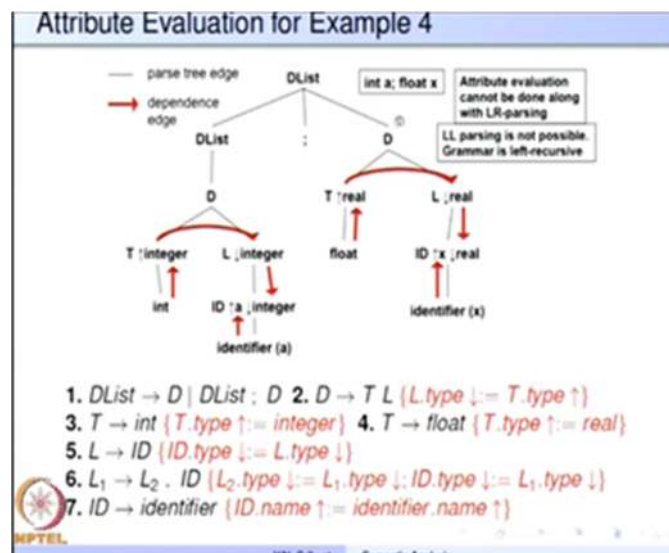 Attribute Evaluation for Example 4
parse tree edge
dependence
edge
DList
int a; float x
Attribute evaluation
cannot be done along
with LR-parsing
LL parsing is not possible.
Grammar is left-recursive
DList ; D
D
T ↑real L ↓real
float ID ↑x ↓real
identifier (x)
T ↑integer L ↓integer
int ID ↑a ↓integer
identifier (a)
1. DList → D | DList ; D 2. D → T L {L.type ↓:= T.type ↑}
3. T → int {T.type ↑:= integer} 4. T → float {T.type ↑:= real}
5. L → ID {ID.type ↓:= L.type ↓}
6. L₁ → L₂ , ID {L₂.type ↓:= L₁.type ↓; ID.type ↓:= L₁.type ↓}
7. ID → identifier {ID.name ↑:= identifier.name ↑}
NPTEL